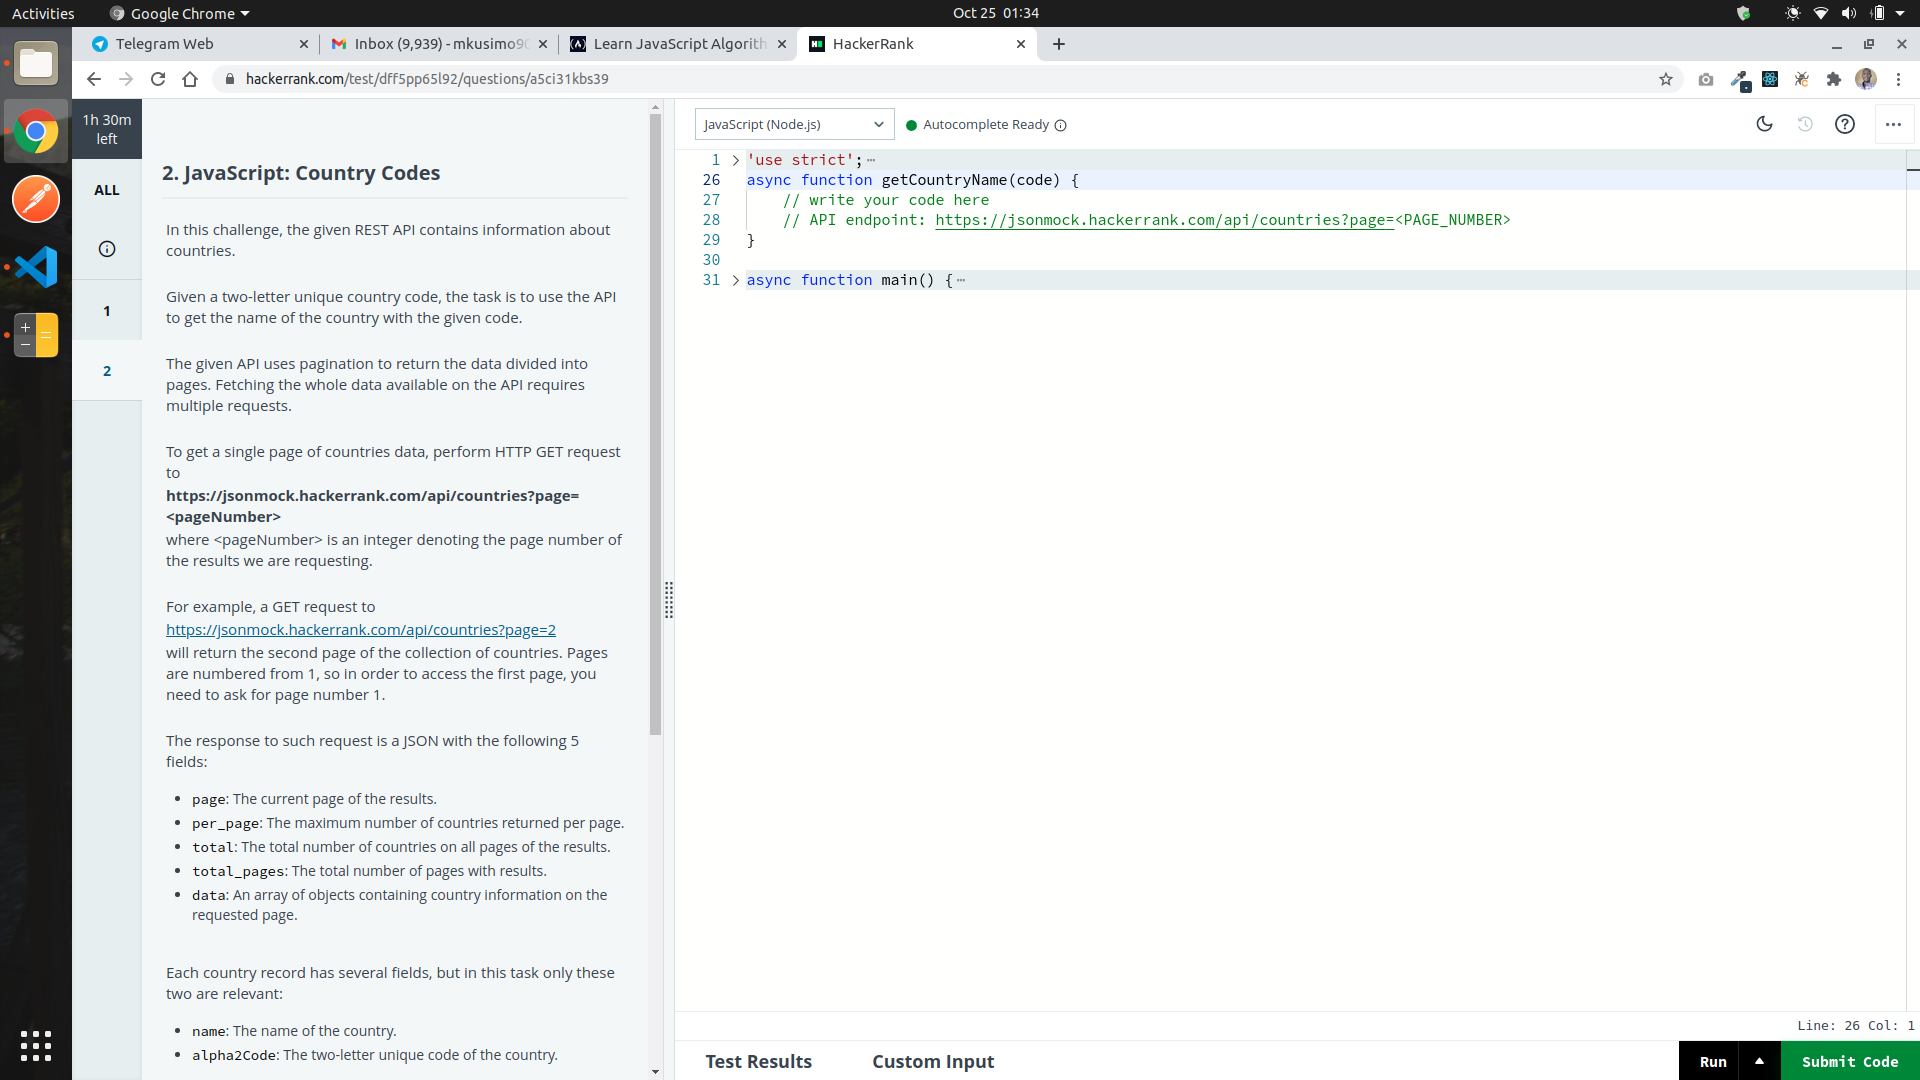 Activities
Google Chrome
Oct 25 01:34
Telegram Web
Inbox (9,939) - mkusimo90
Learn JavaScript Algorith
HackerRank
hackerrank.com/test/dff5pp65l92/questions/a5ci31kbs39
1h 30m
left
ALL
1
2
2. JavaScript: Country Codes
In this challenge, the given REST API contains information about
countries.
Given a two-letter unique country code, the task is to use the API
to get the name of the country with the given code.
The given API uses pagination to return the data divided into
pages. Fetching the whole data available on the API requires
multiple requests.
To get a single page of countries data, perform HTTP GET request
to
https://jsonmock.hackerrank.com/api/countries?page=
<pageNumber>
where <pageNumber> is an integer denoting the page number of
the results we are requesting.
For example, a GET request to
https://jsonmock.hackerrank.com/api/countries?page=2
will return the second page of the collection of countries. Pages
are numbered from 1, so in order to access the first page, you
need to ask for page number 1.
The response to such request is a JSON with the following 5
fields:
• page: The current page of the results.
• per_page: The maximum number of countries returned per page.
• total: The total number of countries on all pages of the results.
• total_pages: The total number of pages with results.
• data: An array of objects containing country information on the
requested page.
Each country record has several fields, but in this task only these
two are relevant:
• name: The name of the country.
• alpha2Code: The two-letter unique code of the country.
JavaScript (Node.js)
Autocomplete Ready
1 'use strict';
26 async function getCountryName(code) {
27 // write your code here
28 // API endpoint: https://jsonmock.hackerrank.com/api/countries?page=<PAGE_NUMBER>
29 }
30
31 async function main() {
Line: 26 Col: 1
Test Results
Custom Input
Run
Submit Code